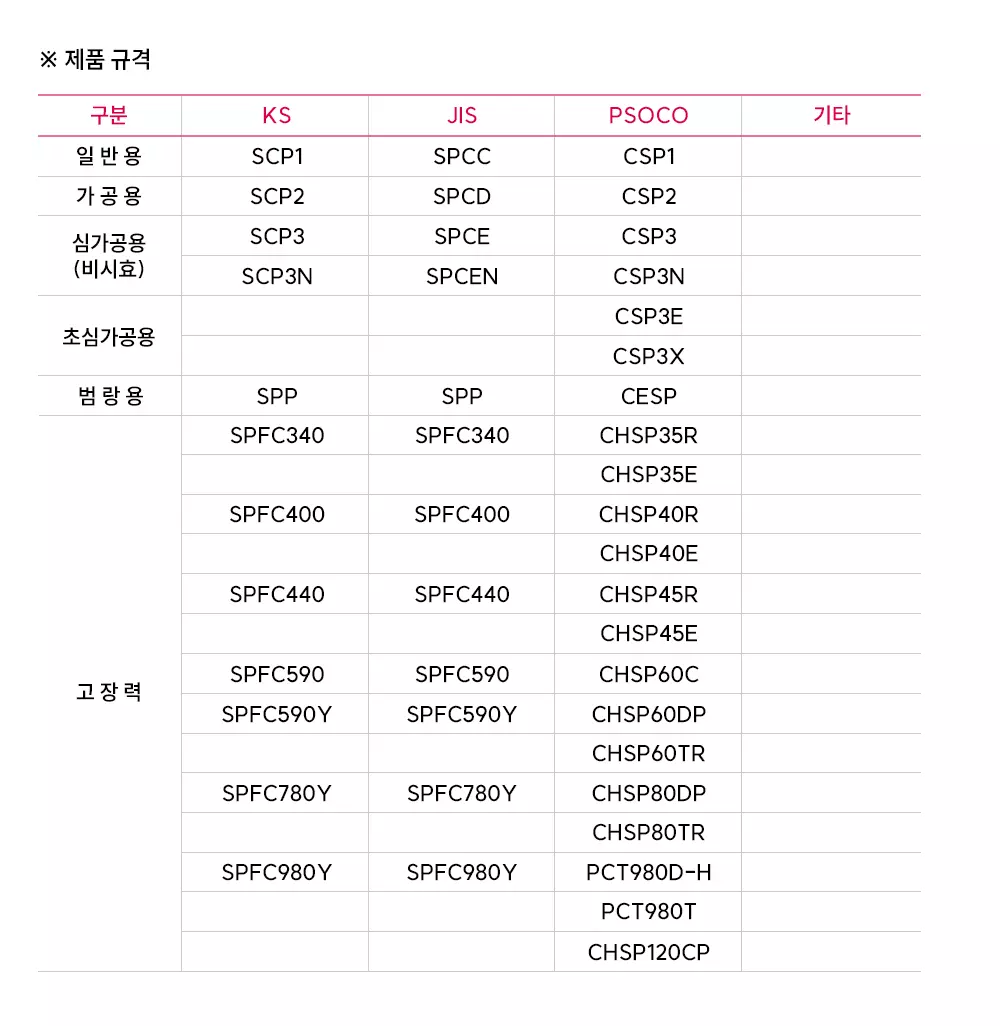 ※ 제품 규격
구분 KS JIS PSOCO 기타
일 반 용 SCP1 SPCC CSP1
가 공 용 SCP2 SPCD CSP2
심가공용
(비시효)
SCP3 SPCE CSP3
SCP3N SPCEN CSP3N
초심가공용
CSP3E
CSP3X
범 랑 용 SPP SPP CESP
고 장 력
SPFC340 SPFC340 CHSP35R
CHSP35E
SPFC400 SPFC400 CHSP40R
CHSP40E
SPFC440 SPFC440 CHSP45R
CHSP45E
SPFC590 SPFC590 CHSP60C
SPFC590Y SPFC590Y CHSP60DP
CHSP60TR
SPFC780Y SPFC780Y CHSP80DP
CHSP80TR
SPFC980Y SPFC980Y PCT980D-H
PCT980T
CHSP120CP